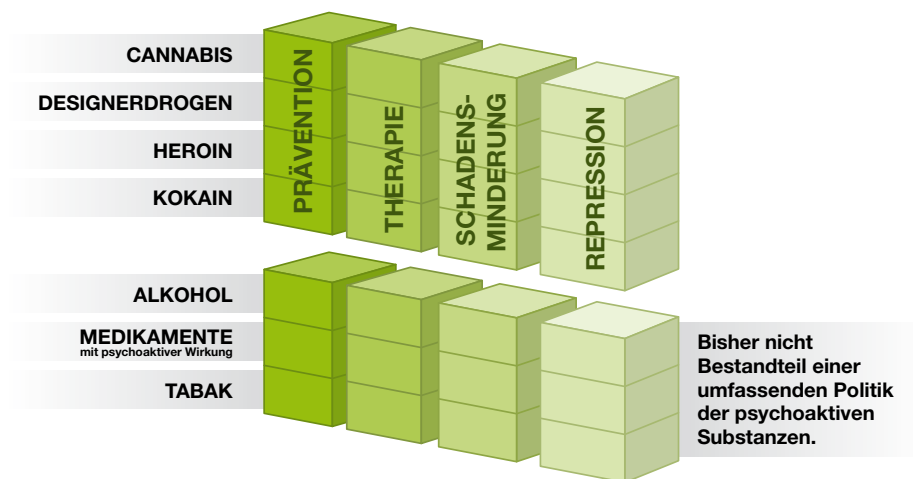 CANNABIS
DESIGNERDROGEN
HEROIN
KOKAIN
PRÄVENTION
THERAPIE
SCHADENS-
MINDERUNG
REPRESSION
ALKOHOL
MEDIKAMENTE
mit psychoaktiver Wirkung
TABAK
Bisher nicht
Bestandteil einer
umfassenden Politik
der psychoaktiven
Substanzen.